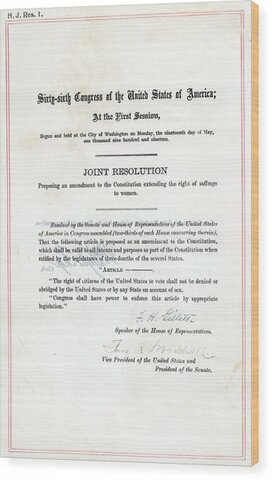 H. J. Res. 1.
Sixty-sixth Congress of the United States of America;
At the First Session,
Begun and held at the City of Washington on Monday, the nineteenth day of May,
one thousand nine hundred and nineteen.
JOINT RESOLUTION
Proposing an amendment to the Constitution extending the right of suffrage
to women.
Resolved by the Senate and House of Representatives of the United States
of America in Congress assembled (two-thirds of each House concurring therein),
That the following article is proposed as an amendment to the Constitution,
which shall be valid to all intents and purposes as part of the Constitution when
ratified by the legislatures of three-fourths of the several States.
"ARTICLE ———.
"The right of citizens of the United States to vote shall not be denied or
abridged by the United States or by any State on account of sex.
"Congress shall have power to enforce this article by appropriate
legislation."
F. H. Gillett
Speaker of the House of Representatives.
Thos. R. Marshall
Vice President of the United States and
President of the Senate.